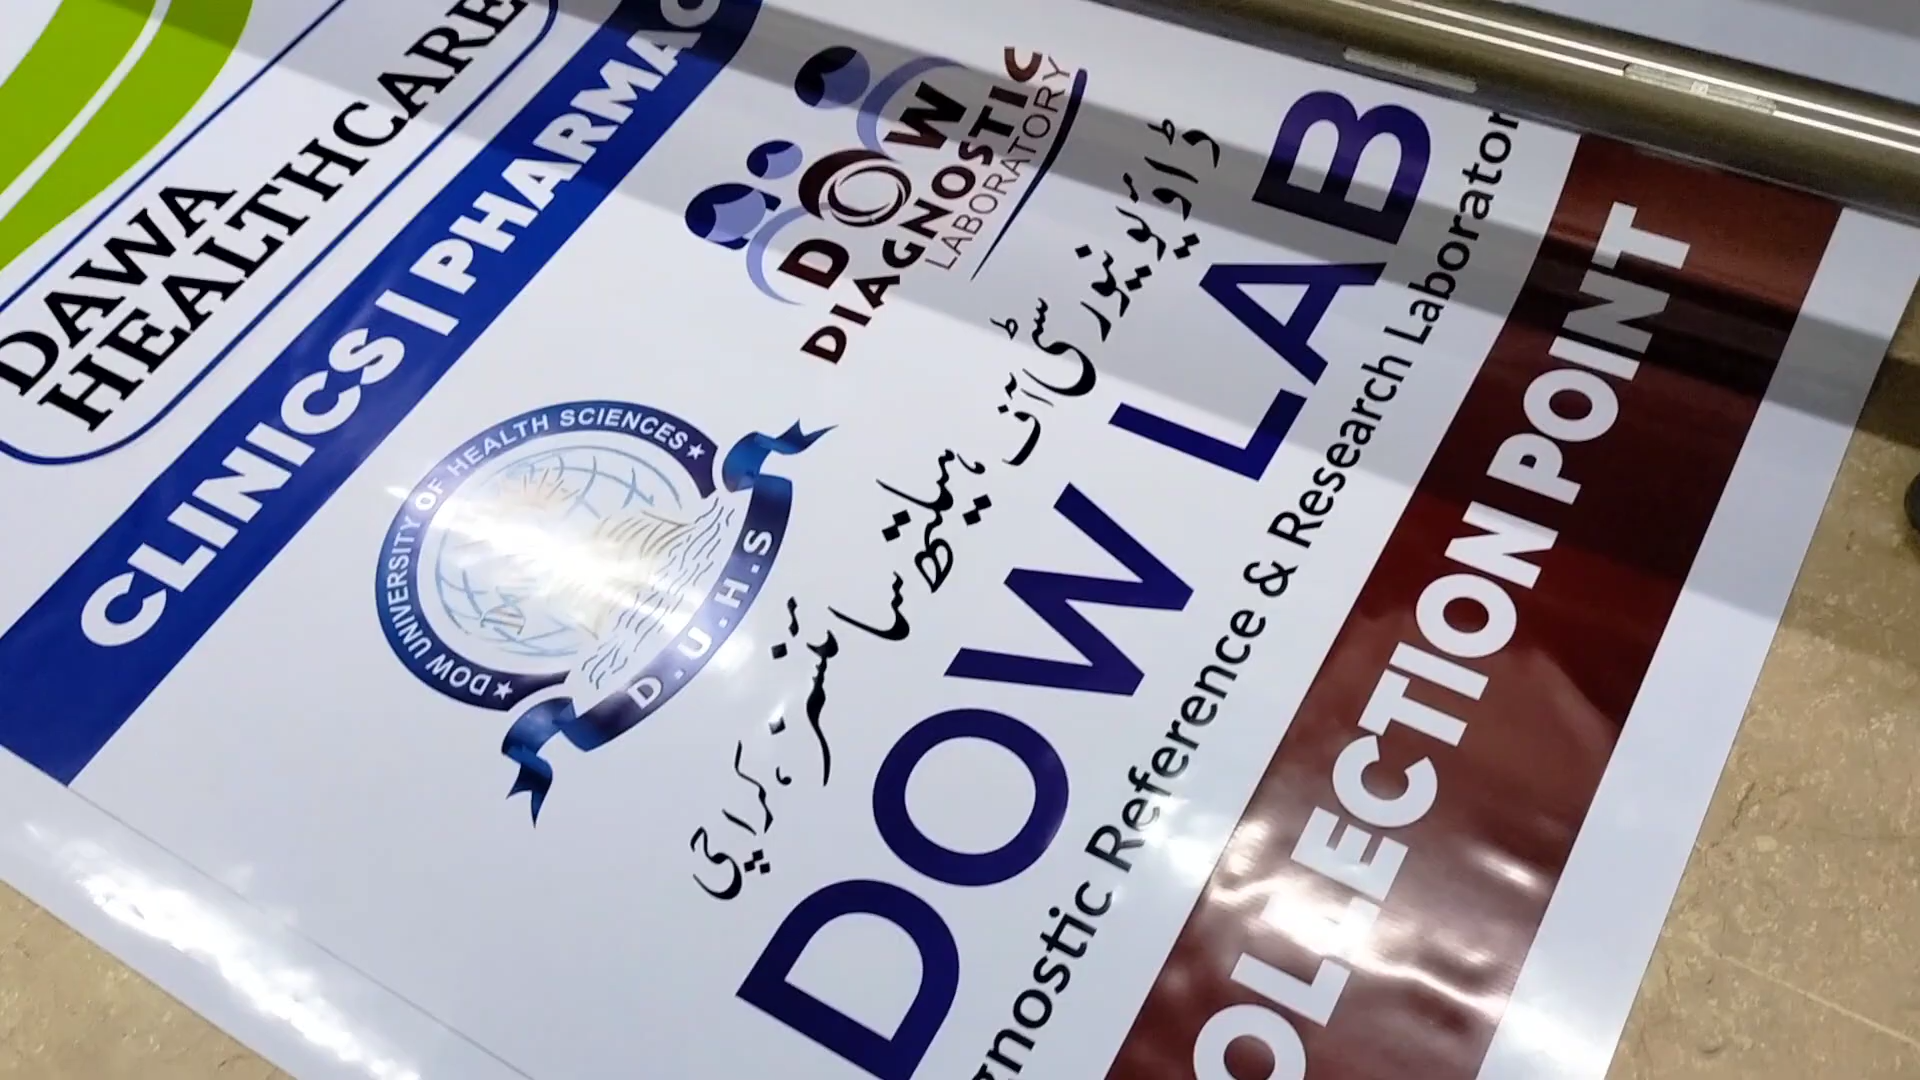 DAWA
HEALTHCARE
CLINICS | PHARMAC
DOW
DIAGNOSTIC
LABORATORY
DOW UNIVERSITY OF HEALTH SCIENCES
D.U.H.S
ڈاؤ یونیورسٹی آف ہیلتھ سائنسز، کراچی
DOW LAB
gnostic Reference & Research Laborator
OLLECTION POINT